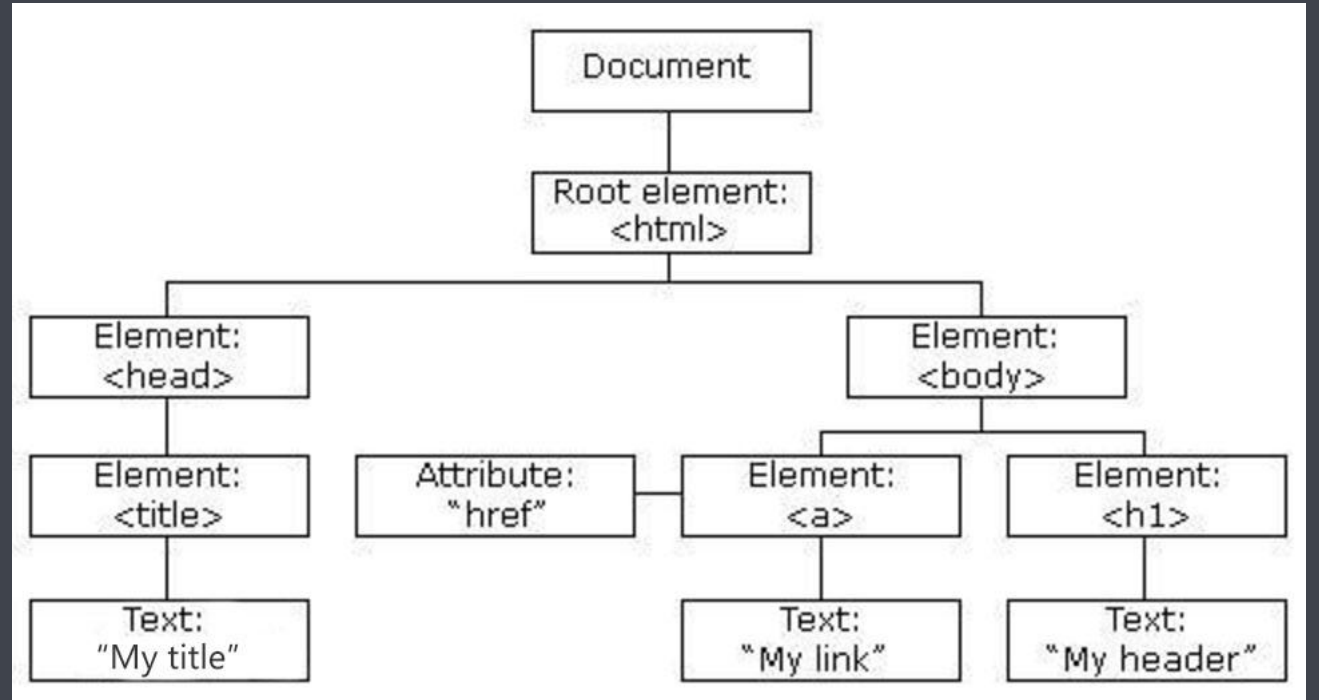 Document
Root element:
<html>
Element:
<head>
Element:
<body>
Element:
<title>
Attribute:
“href”
Element:
<a>
Element:
<h1>
Text:
“My title”
Text:
“My link”
Text:
“My header”